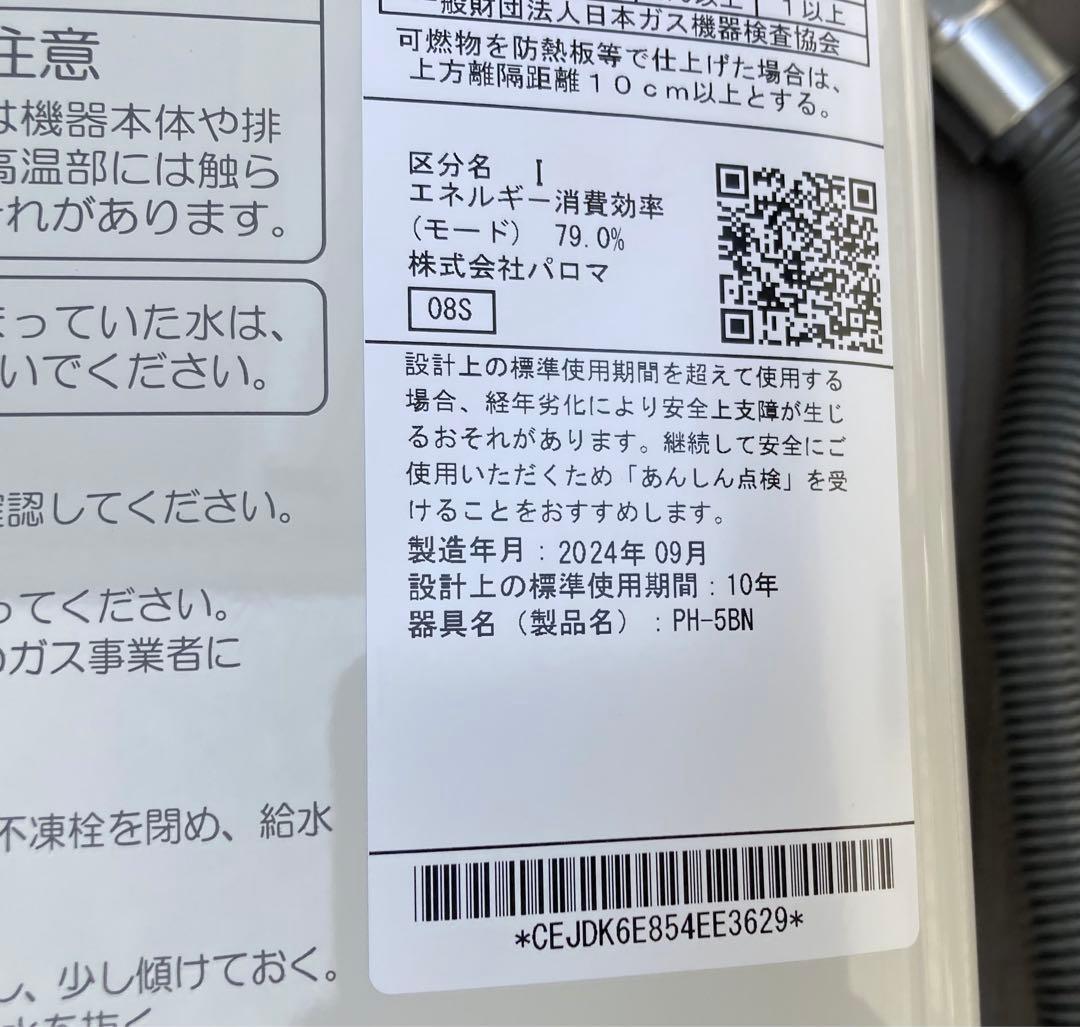 注意
は機器本体や排
高温部には触ら
それがあります。
まっていた水は、
いでください。
確認してください。
ってください。
のガス事業者に
不凍栓を閉め、給水
し、少し傾けておく。
水を抜く
1以上
一般財団法人日本ガス機器検査協会
可燃物を防熱板等で仕上げた場合は、
上方離隔距離10cm以上とする。
区分名 I
エネルギー消費効率
(モード) 79.0%
株式会社パロマ
08S
設計上の標準使用期間を超えて使用する
場合、経年劣化により安全上支障が生じ
るおそれがあります。継続して安全にご
使用いただくため「あんしん点検」を受
けることをおすすめします。
製造年月:2024年09月
設計上の標準使用期間:10年
器具名(製品名):PH-5BN
*CEJDK6E854EE3629*